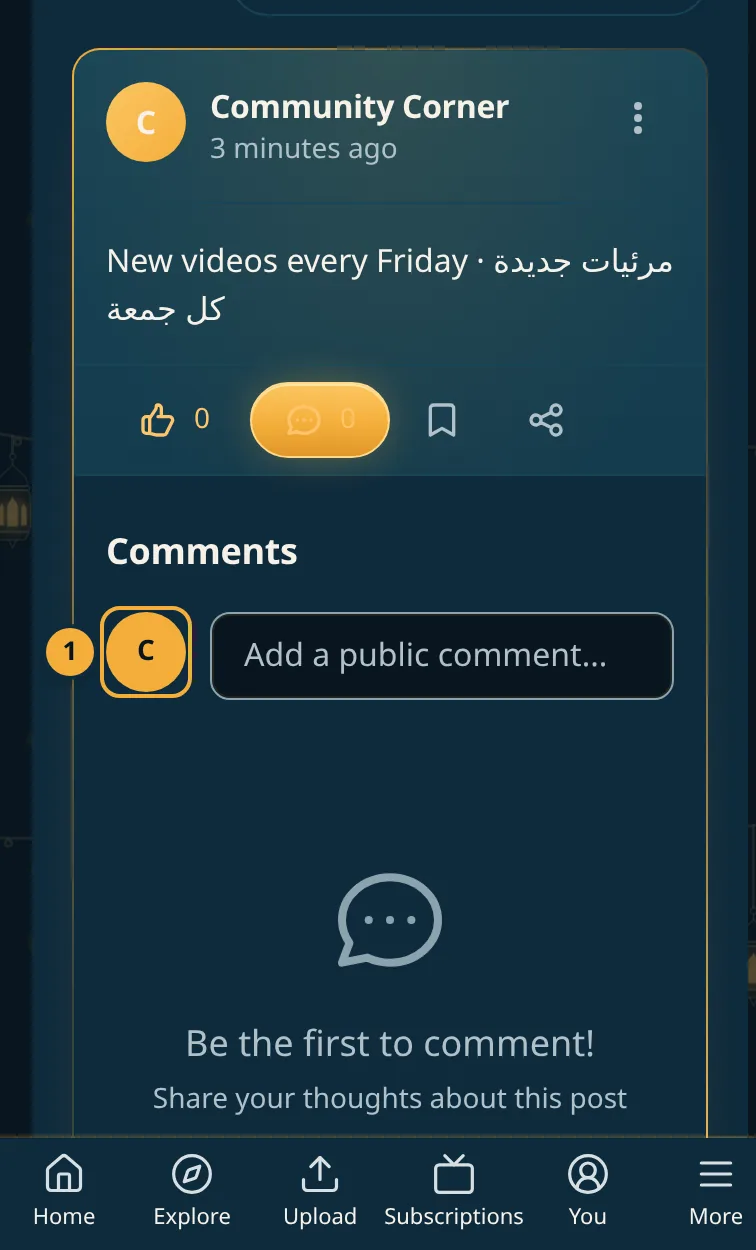 C
Community Corner
3 minutes ago
New videos every Friday · مرئيات جديدة
كل جمعة
0
0
Comments
1
C
Add a public comment...
Be the first to comment!
Share your thoughts about this post
Home
Explore
Upload
Subscriptions
You
More